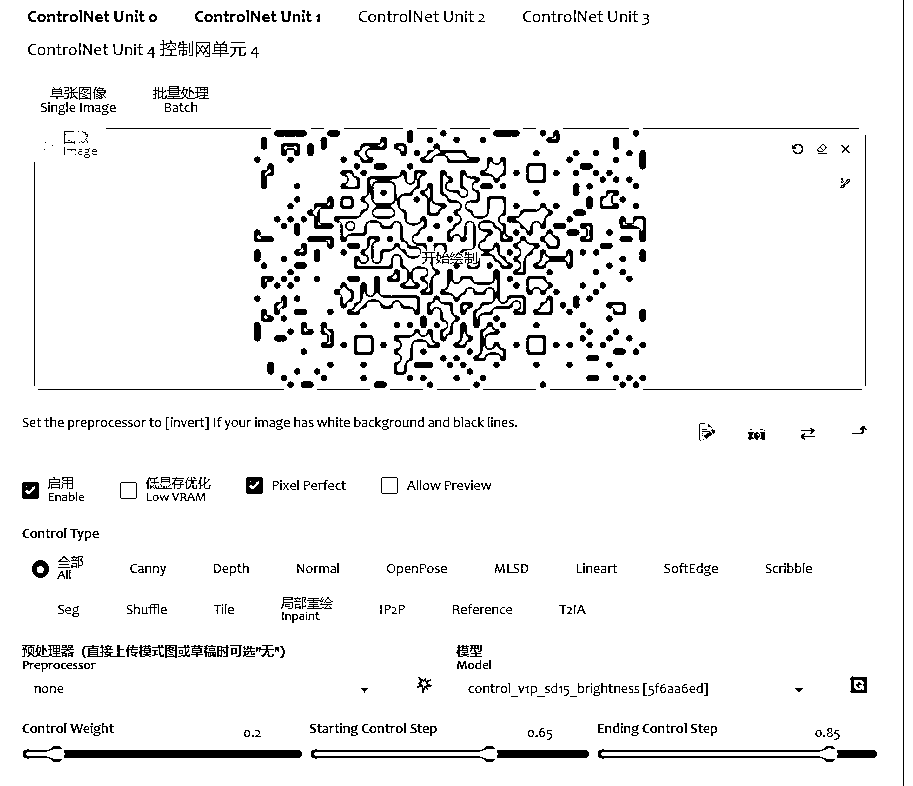 ControlNet Unit 0 ControlNet Unit 1 ControlNet Unit 2 ControlNet Unit 3
ControlNet Unit 4 控制网单元 4
单张图像 批量处理
Single Image Batch
图像
Image
开始绘制
Set the preprocessor to [invert] If your image has white background and black lines.
启用 低显存优化
Enable Low VRAM Pixel Perfect Allow Preview
Control Type
全部
All Canny Depth Normal OpenPose MLSD Lineart SoftEdge Scribble
局部重绘
Seg Shuffle Tile Inpaint IP2P Reference T2IA
预处理器（直接上传模式图或草稿时可选"无"） 模型
Preprocessor Model
none control_v1p_sd15_brightness [5f6aa6ed]
Control Weight 0.2 Starting Control Step 0.65 Ending Control Step 0.85